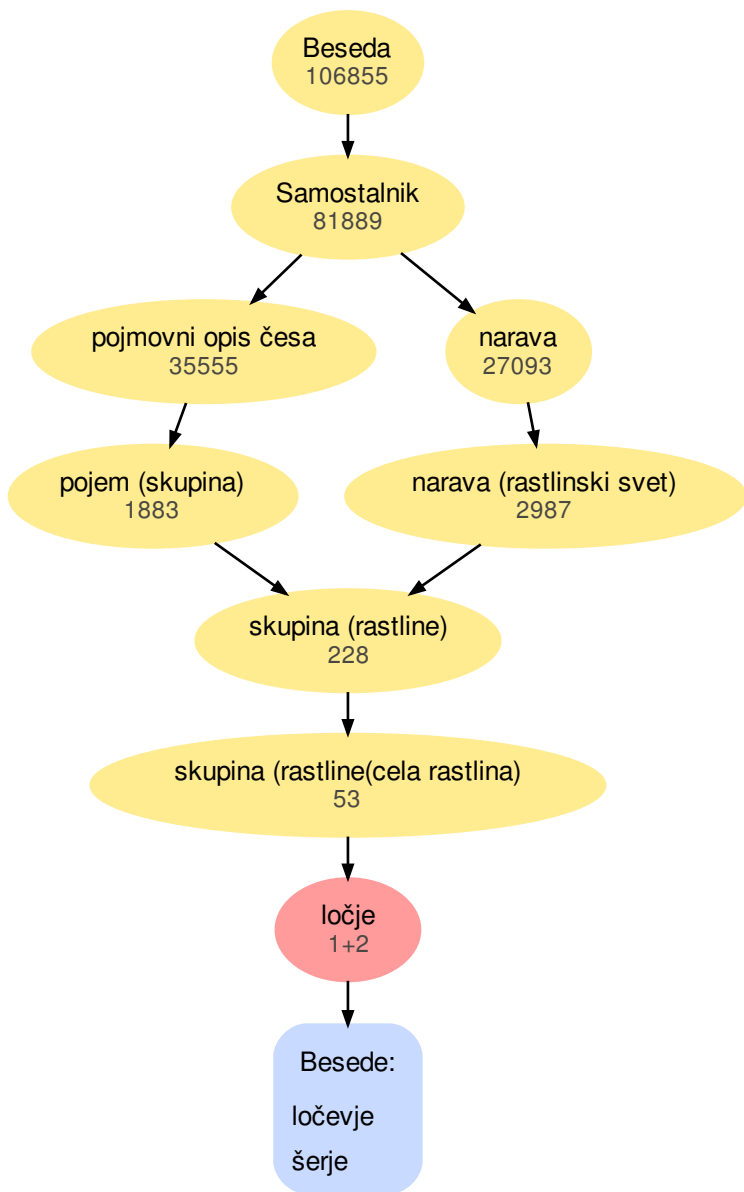 Beseda
106855
Samostalnik
81889
pojmovni opis česa
35555
narava
27093
pojem (skupina)
1883
narava (rastlinski svet)
2987
skupina (rastline)
228
skupina (rastline(cela rastlina)
53
ločje
1+2
Besede:
ločevje
šerje